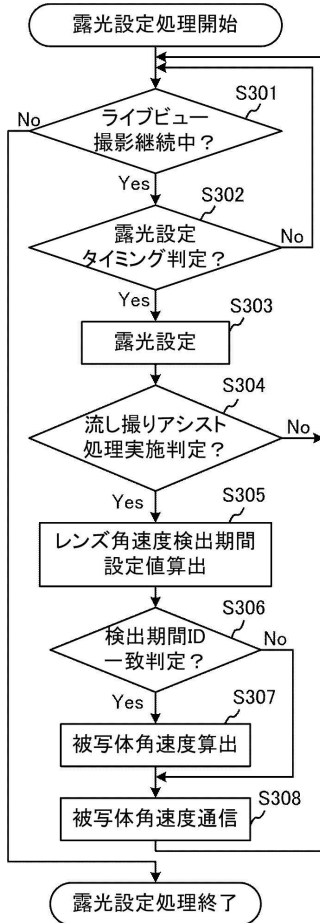 露光設定処理開始
No
S301
ライブビュー
撮影継続中？
Yes
S302
露光設定
タイミング判定？
No
Yes
S303
露光設定
S304
流し撮りアシスト
処理実施判定？
No
Yes
S305
レンズ角速度検出期間
設定値算出
S306
検出期間ID
一致判定？
No
Yes
S307
被写体角速度算出
S308
被写体角速度通信
露光設定処理終了